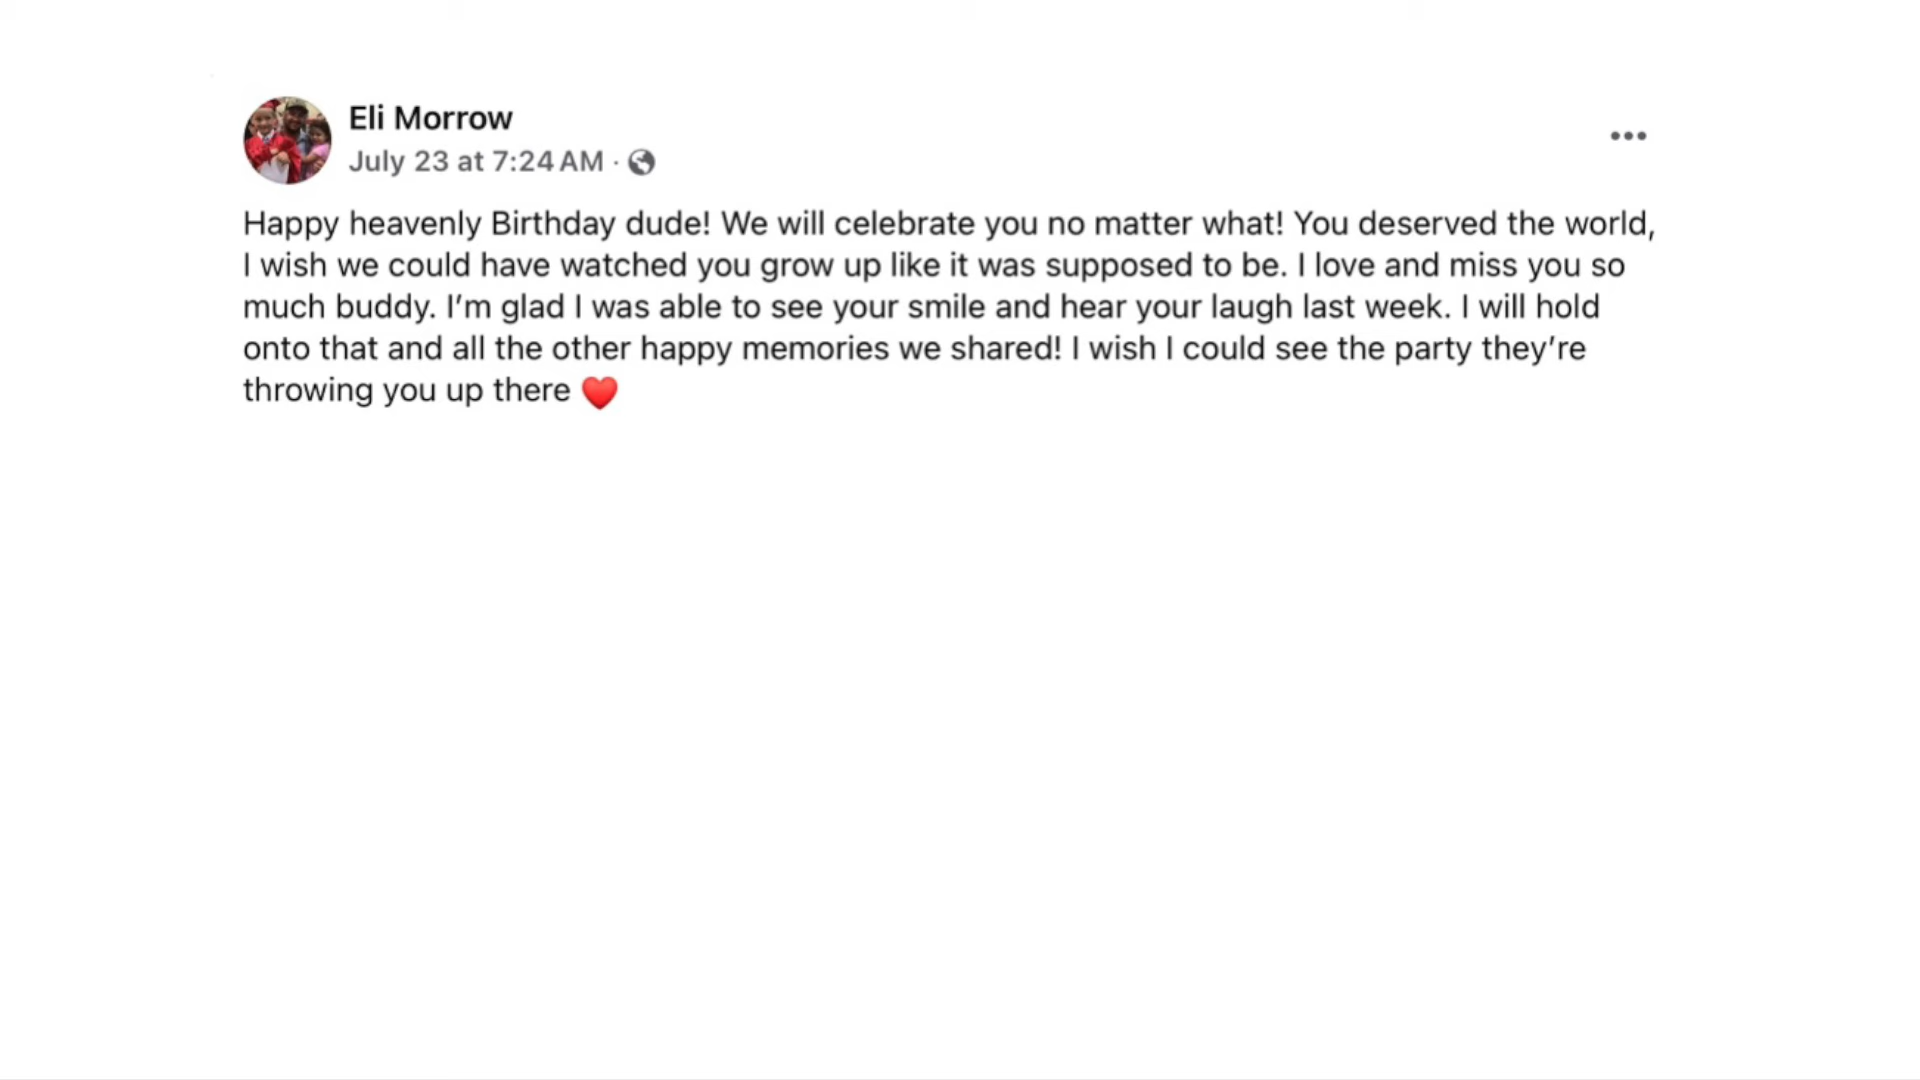 Eli Morrow
July 23 at 7:24 AM ·
Happy heavenly Birthday dude! We will celebrate you no matter what! You deserved the world,
I wish we could have watched you grow up like it was supposed to be. I love and miss you so
much buddy. I’m glad I was able to see your smile and hear your laugh last week. I will hold
onto that and all the other happy memories we shared! I wish I could see the party they’re
throwing you up there ❤️